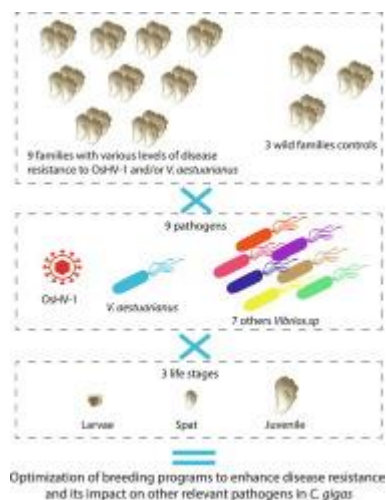 9 families with various levels of disease
resistance to OsHV-1 and/or V. aestuarianus
3 wild families controls
9 pathogens
OsHV-1
V. aestuarianus
7 others Vibrios.sp
3 life stages
Larvae
Spat
Juvenile
Optimization of breeding programs to enhance disease resistance
and its impact on other relevant pathogens in C. gigas